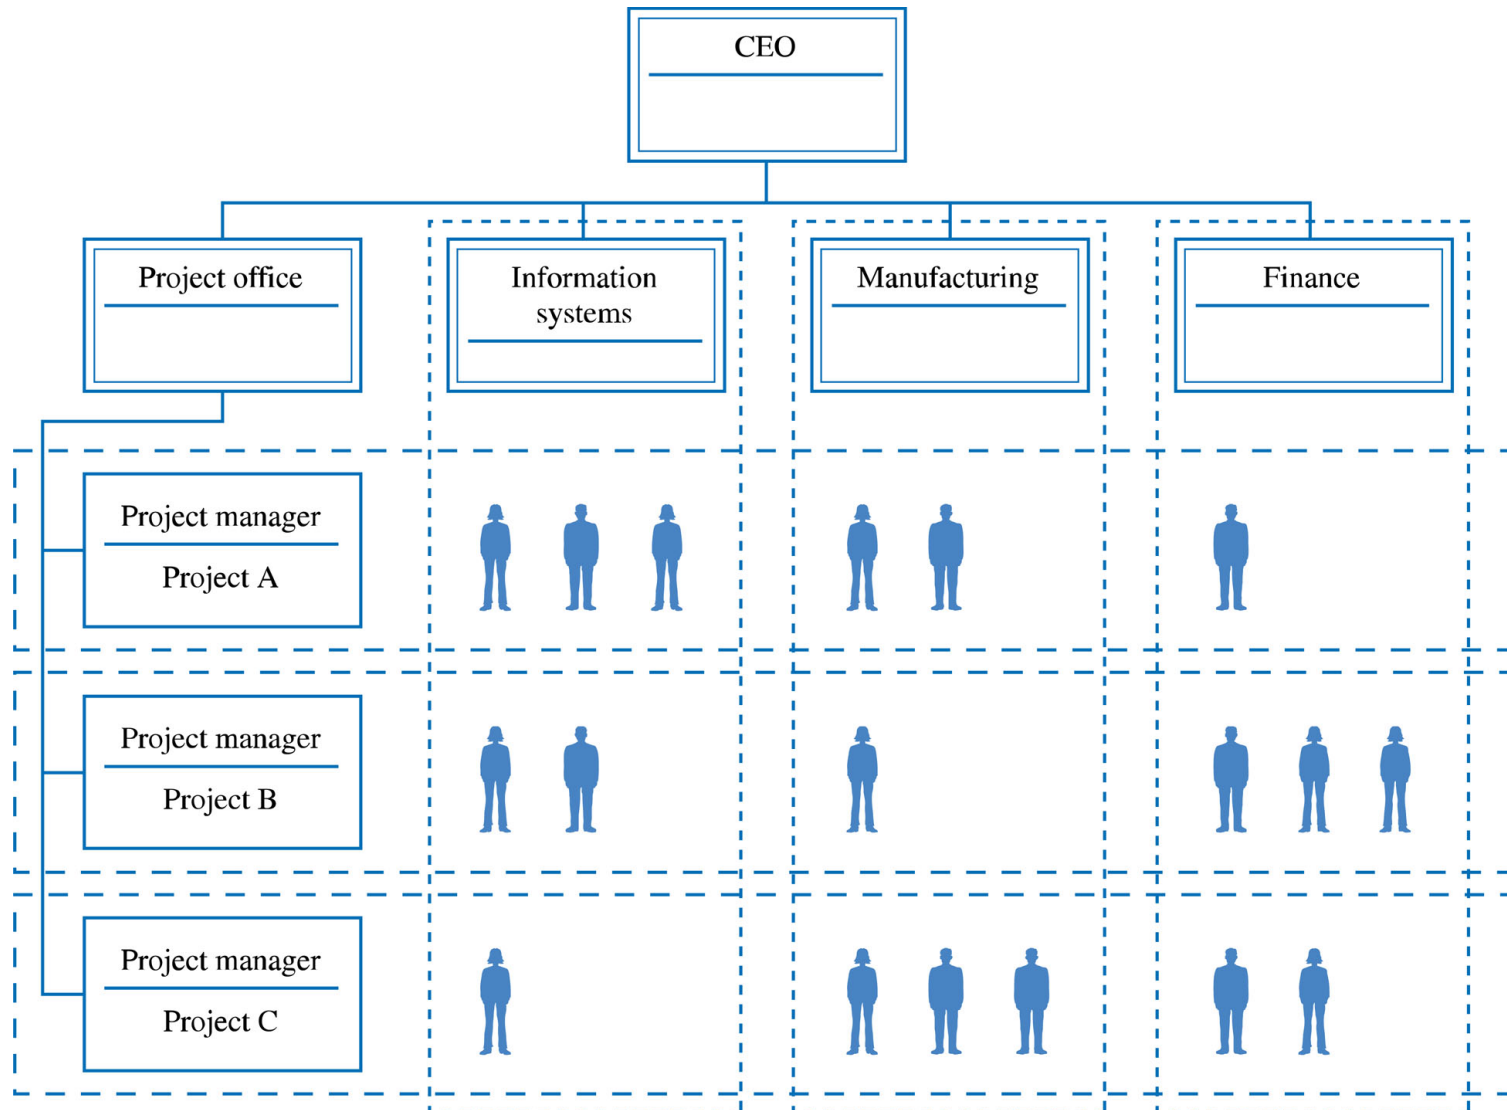 CEO
Project office
Information
systems
Manufacturing
Finance
Project manager
Project A
Project manager
Project B
Project manager
Project C